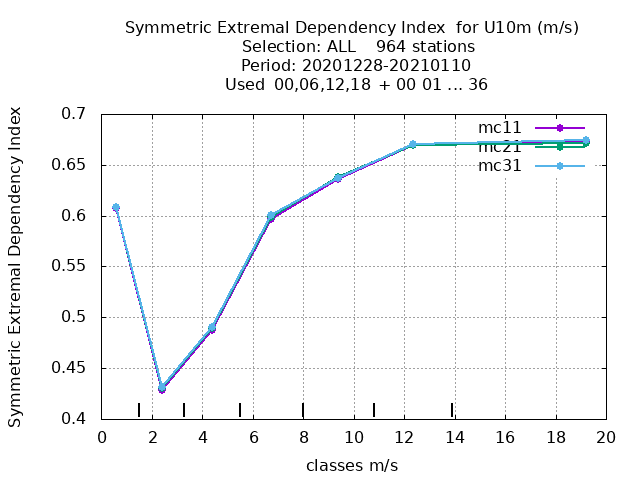 Symmetric Extremal Dependency Index for U10m (m/s)
Selection: ALL 964 stations
Period: 20201228-20210110
Used 00,06,12,18 + 00 01 ... 36
Symmetric Extremal Dependency Index
0.7
0.65
0.6
0.55
0.5
0.45
0.4
mc11
mc21
mc31
0 2 4 6 8 10 12 14 16 18 20
classes m/s